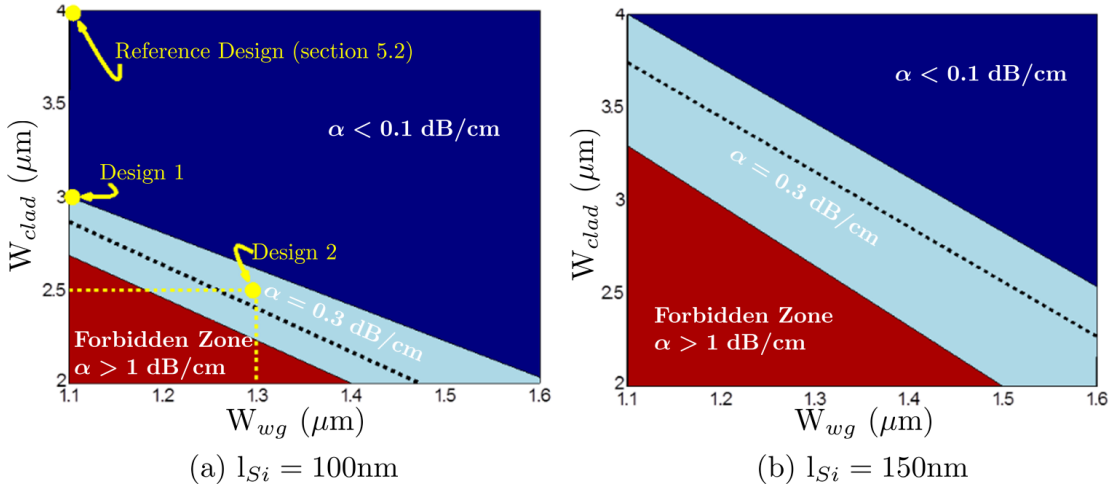 4
3.5
3
2.5
2
1.1
1.2
1.3
1.4
1.5
1.6
W_clad (μm)
W_wg (μm)
Reference Design (section 5.2)
α < 0.1 dB/cm
Design 1
Design 2
α = 0.3 dB/cm
Forbidden Zone
α > 1 dB/cm
(a) l_Si = 100nm
4
3.5
3
2.5
2
1.1
1.2
1.3
1.4
1.5
1.6
W_clad (μm)
W_wg (μm)
α < 0.1 dB/cm
α = 0.3 dB/cm
Forbidden Zone
α > 1 dB/cm
(b) l_Si = 150nm